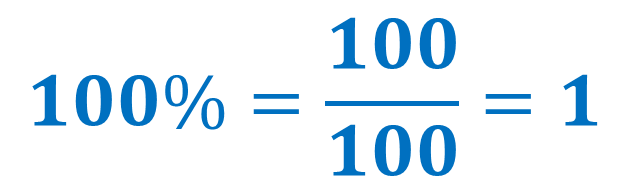 100% = 100/100 = 1